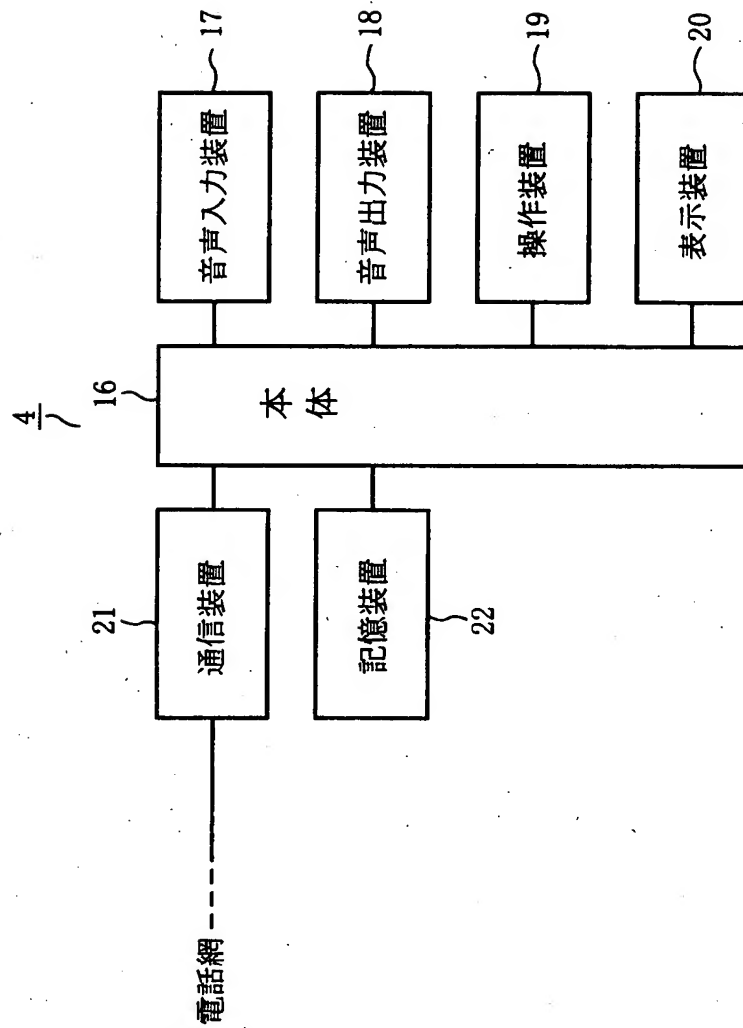 4
21
16
17
電話網
通信装置
音声入力装置
本体
18
記憶装置
音声出力装置
22
19
操作装置
20
表示装置